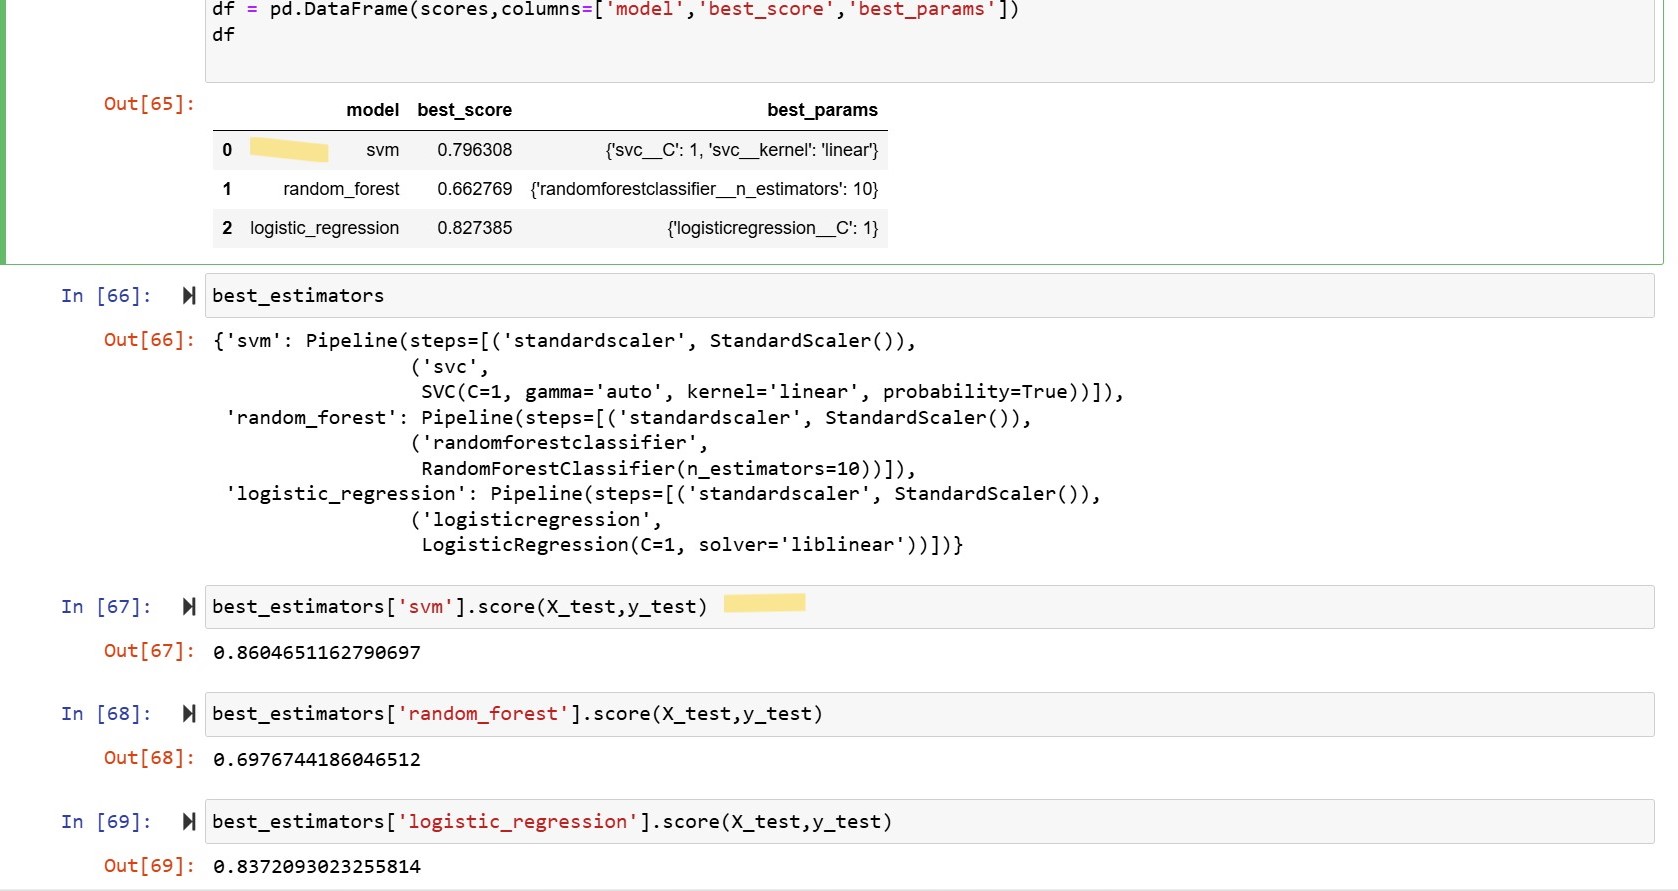 df = pd.DataFrame(scores,columns=['model','best_score','best_params'])
df
Out[65]:
model best_score best_params
0 svm 0.796308 {'svc__C': 1, 'svc__kernel': 'linear'}
1 random_forest 0.662769 {'randomforestclassifier__n_estimators': 10}
2 logistic_regression 0.827385 {'logisticregression__C': 1}
In [66]: best_estimators
Out[66]: {'svm': Pipeline(steps=[('standardscaler', StandardScaler()),
('svc',
SVC(C=1, gamma='auto', kernel='linear', probability=True))]),
'random_forest': Pipeline(steps=[('standardscaler', StandardScaler()),
('randomforestclassifier',
RandomForestClassifier(n_estimators=10))]),
'logistic_regression': Pipeline(steps=[('standardscaler', StandardScaler()),
('logisticregression',
LogisticRegression(C=1, solver='liblinear'))])}
In [67]: best_estimators['svm'].score(X_test,y_test)
Out[67]: 0.8604651162790697
In [68]: best_estimators['random_forest'].score(X_test,y_test)
Out[68]: 0.6976744186046512
In [69]: best_estimators['logistic_regression'].score(X_test,y_test)
Out[69]: 0.8372093023255814